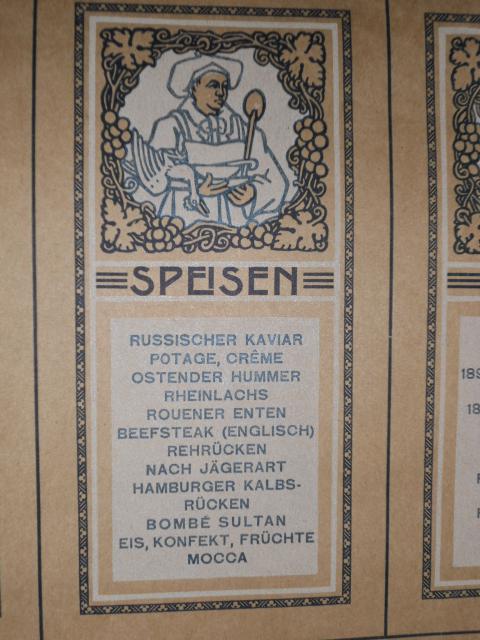 SPEISEN
RUSSISCHER KAVIAR
POTAGE, CRÊME
OSTENDER HUMMER
RHEINLACHS
ROUENER ENTEN
BEEFSTEAK (ENGLISCH)
REHRÜCKEN
NACH JÄGERART
HAMBURGER KALBS-
RÜCKEN
BOMBÉ SULTAN
EIS, KONFEKT, FRÜCHTE
MOCCA